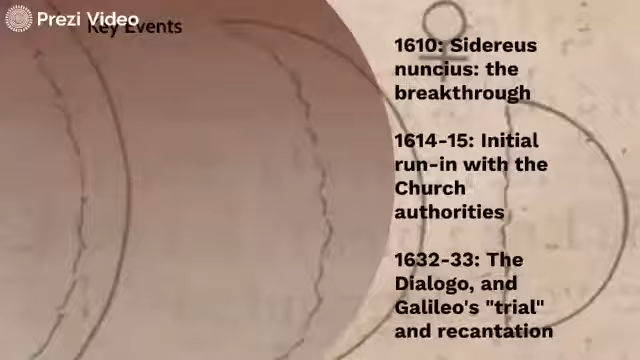 Prezi Video
Key Events
1610: Sidereus
nuncius: the
breakthrough
1614-15: Initial
run-in with the
Church
authorities
1632-33: The
Dialogo, and
Galileo's "trial"
and recantation